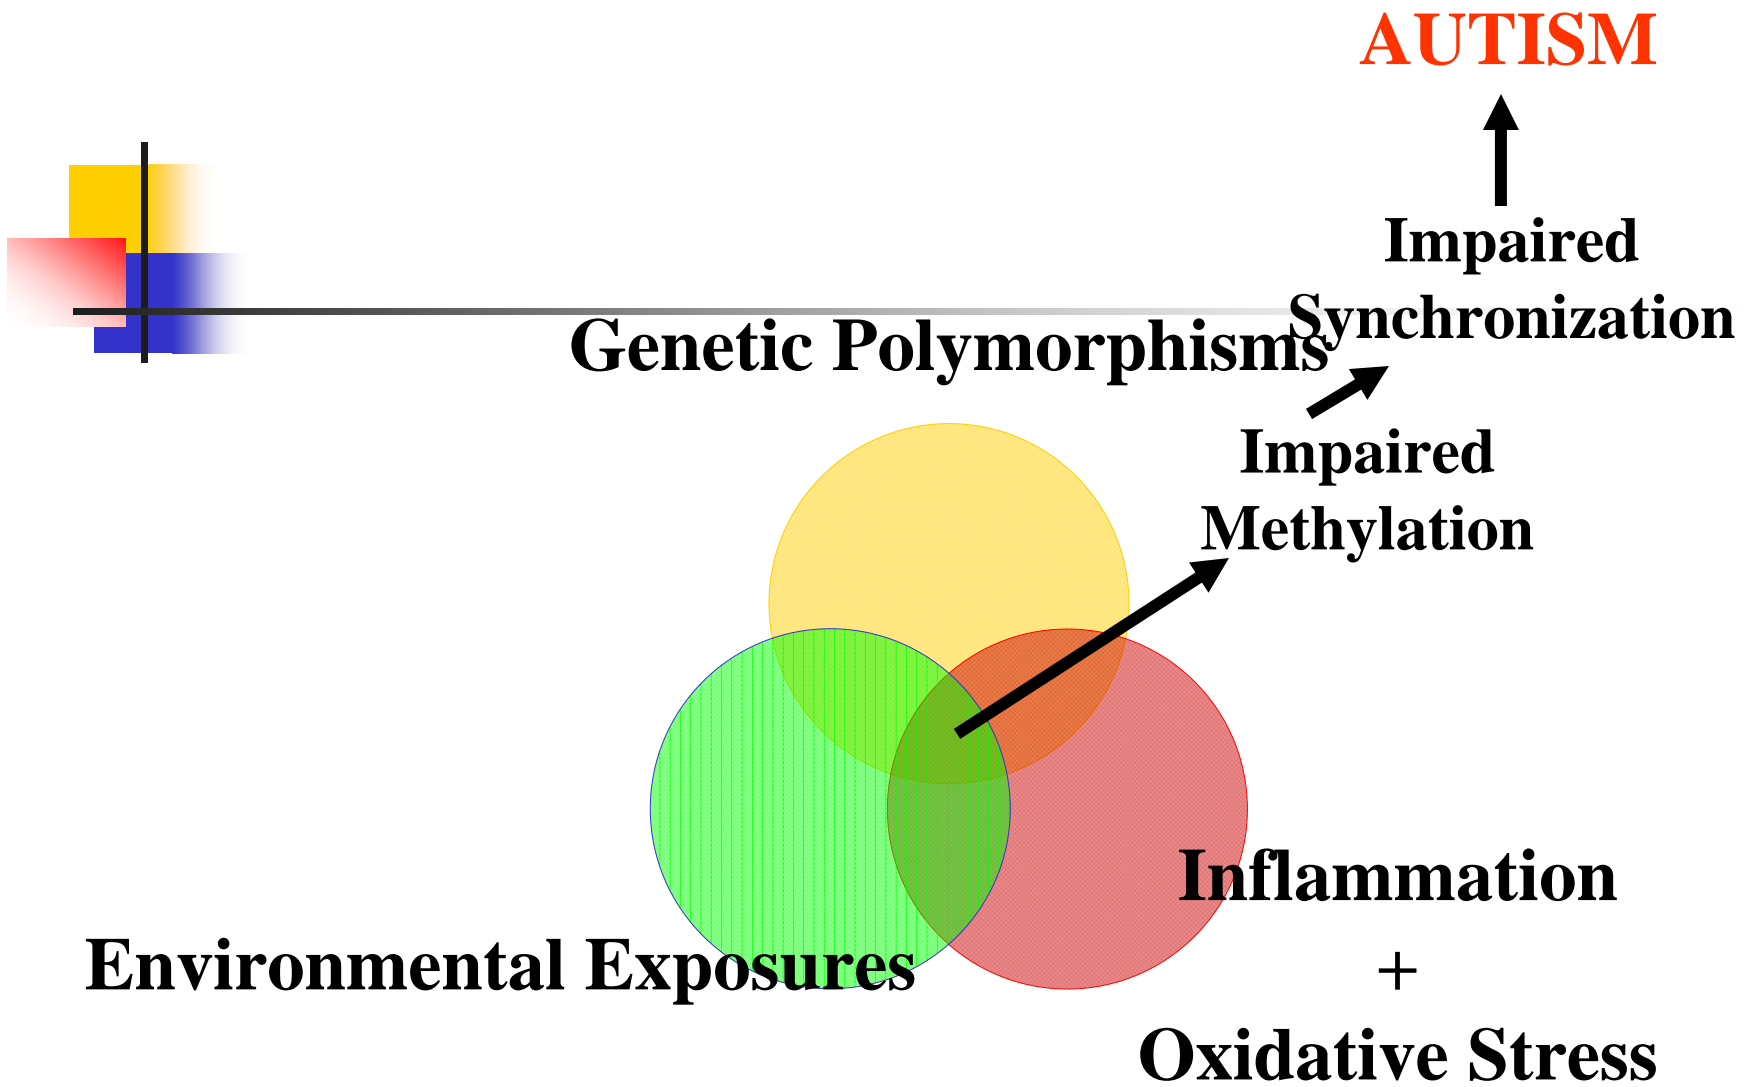 AUTISM
Impaired
Synchronization
Genetic Polymorphisms
Impaired
Methylation
Inflammation
Environmental Exposures
+
Oxidative Stress